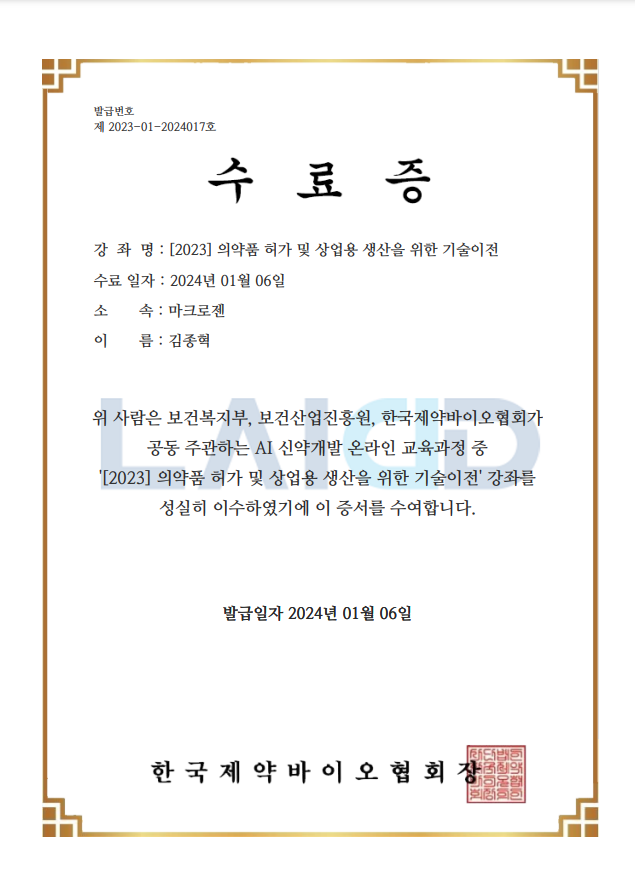 발급번호
제 2023-01-2024017호
수 료 증
강 좌 명 : [2023] 의약품 허가 및 상업용 생산을 위한 기술이전
수료 일자 : 2024년 01월 06일
소 속 : 마크로젠
이 름 : 김종혁
LAIDD
위 사람은 보건복지부, 보건산업진흥원, 한국제약바이오협회가
공동 주관하는 AI 신약개발 온라인 교육과정 중
'[2023] 의약품 허가 및 상업용 생산을 위한 기술이전' 강좌를
성실히 이수하였기에 이 증서를 수여합니다.
발급일자 2024년 01월 06일
한국제약바이오협회장